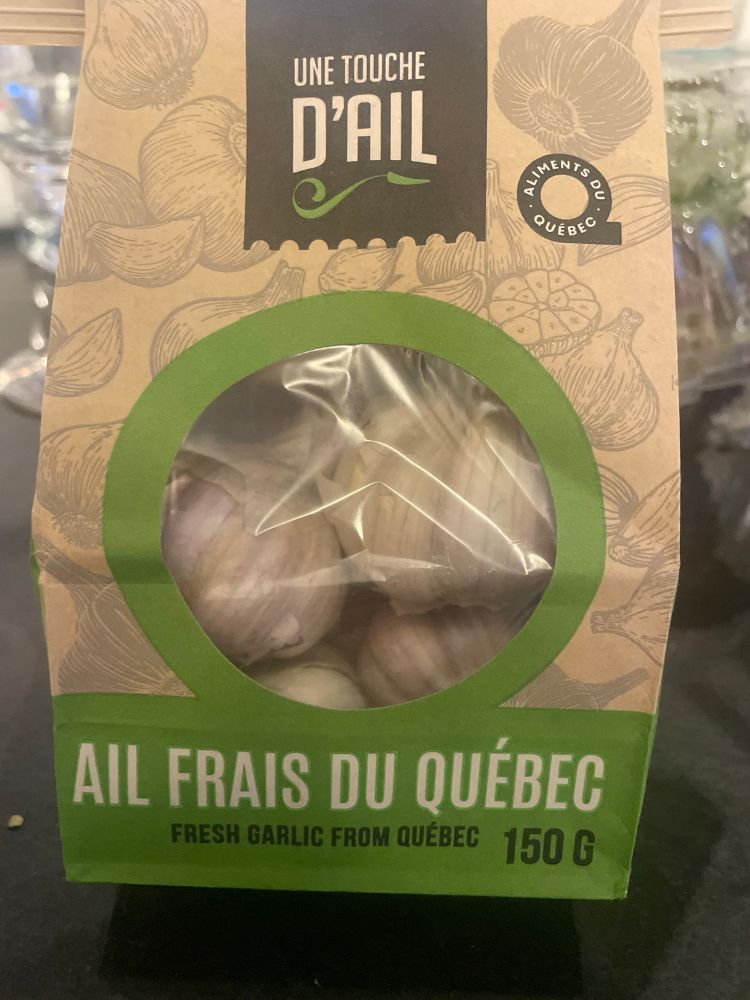 UNE TOUCHE
D'AIL
ALIMENTS DU
QUÉBEC
AIL FRAIS DU QUÉBEC
FRESH GARLIC FROM QUÉBEC 150 G